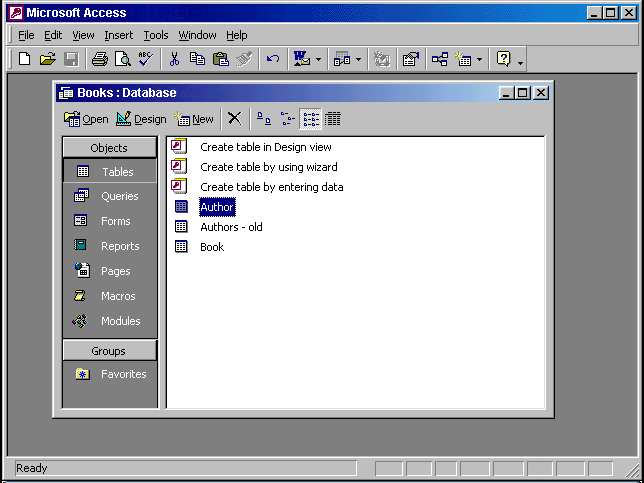 Microsoft Access
File Edit View Insert Tools Window Help
ABC
W
?
Books : Database
Open Design New
Objects
Tables
Queries
Forms
Reports
Pages
Macros
Modules
Groups
Favorites
Create table in Design view
Create table by using wizard
Create table by entering data
Author
Authors - old
Book
Ready